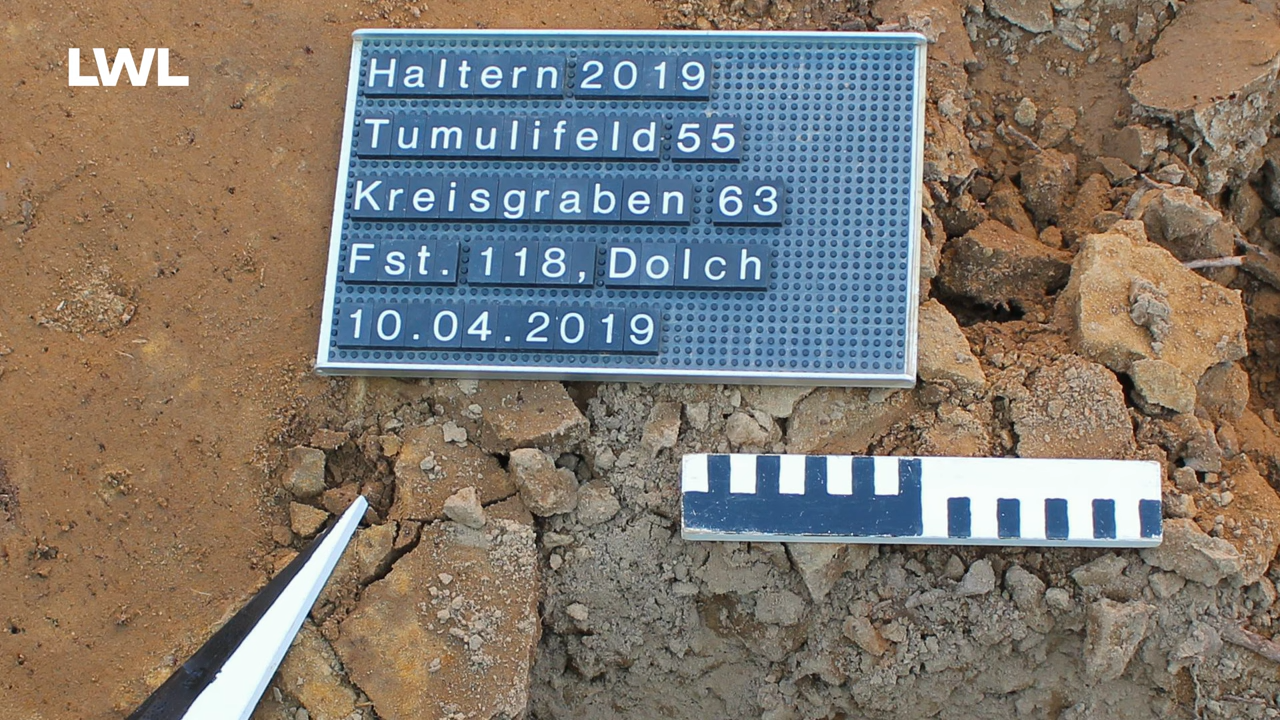 LWL
Haltern 2019
Tumulifeld 55
Kreisgraben 63
Fst. 118, Dolch
10.04.2019